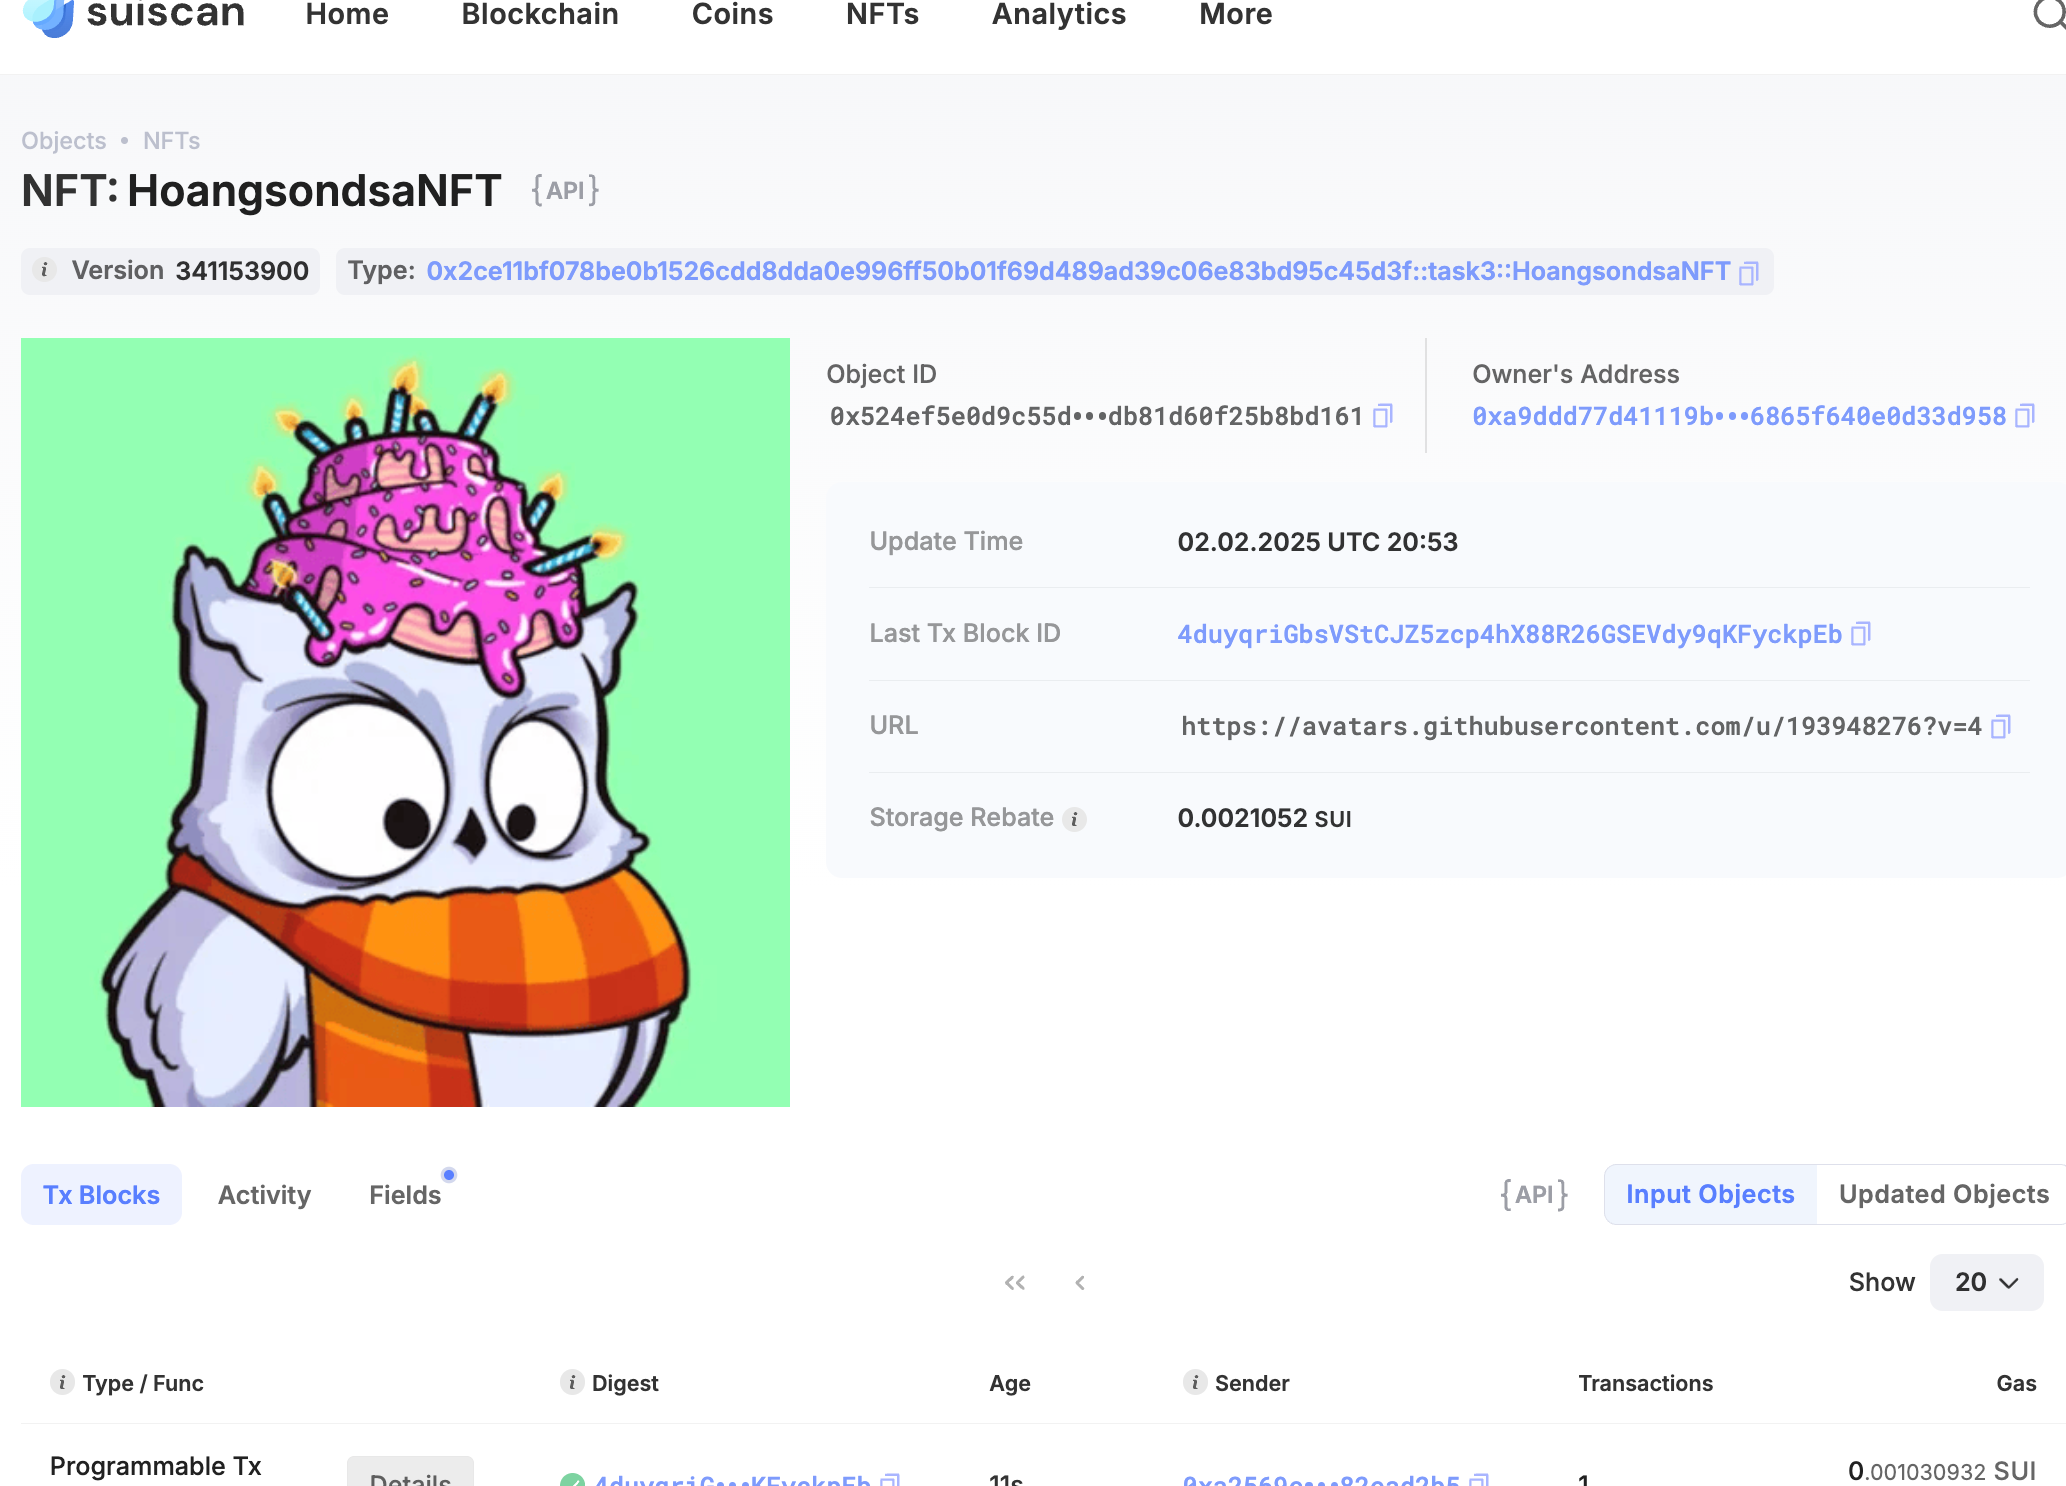 suiscan Home Blockchain Coins NFTs Analytics More
Objects • NFTs
NFT: HoangsondsaNFT {API}
i Version 341153900 Type: 0x2ce11bf078be0b1526cdd8dda0e996ff50b01f69d489ad39c06e83bd95c45d3f::task3::HoangsondsaNFT
Object ID
0x524ef5e0d9c55d•••db81d60f25b8bd161
Owner's Address
0xa9ddd77d41119b•••6865f640e0d33d958
Update Time 02.02.2025 UTC 20:53
Last Tx Block ID 4duyqriGbsVStCJZ5zcp4hX88R26GSEVdy9qKFyckpEb
URL https://avatars.githubusercontent.com/u/193948276?v=4
Storage Rebate i 0.0021052 SUI
Tx Blocks Activity Fields {API} Input Objects Updated Objects
Show 20
i Type / Func i Digest Age i Sender Transactions Gas
Programmable Tx Details 4duyqriG•••KFyckpEb 11s 0xa2569c•••82ead2b5 1 0.001030932 SUI